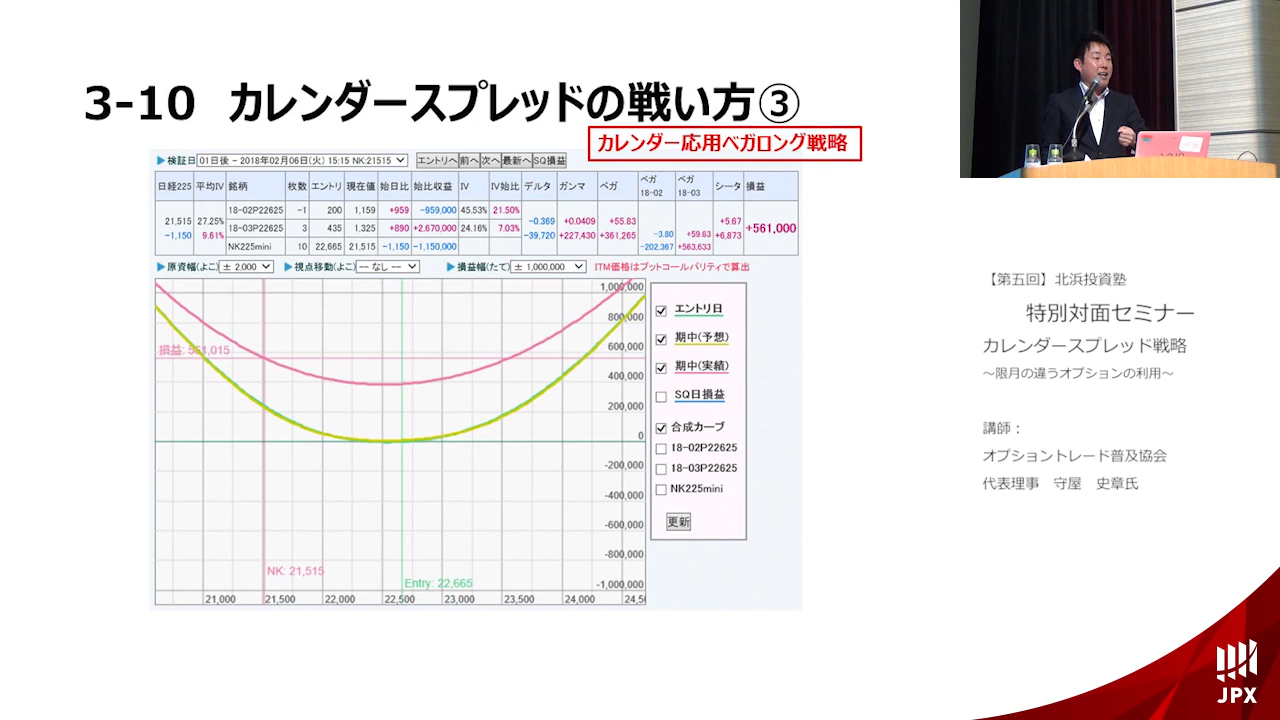 3-10 カレンダースプレッドの戦い方③
カレンダー応用ベガロング戦略
▶検証日 01日後 - 2018年02月06日(火) 15:15 NK:21515 エントリへ 前へ 次へ 最新へ SQ損益
日経225 平均IV 銘柄 枚数 エントリ 現在値 始日比 始比収益 IV IV始比 デルタ ガンマ ベガ ベガ 18-02 ベガ 18-03 シータ 損益
21,515 -1,150 27.25% 9.61%
18-02P22625 -1 200 1,159 +959 -959,000 45.53% 21.50%
18-03P22625 3 435 1,325 +890 +2,670,000 24.16% 7.03%
NK225mini 10 22,665 21,515 -1,150 -1,150,000
-0.369 +0.0409 +55.83 -3.80 +59.63 +5.67 +561,000
-39,720 +227,430 +361,265 -202,367 +563,633 +6,873
▶原資幅(よこ) ± 2,000 ▶視点移動(よこ) -- なし -- ▶損益幅(たて) ± 1,000,000 ITM価格はプットコールパリティで算出
1,000,000
800,000
600,000
400,000
200,000
0
-200,000
-400,000
-600,000
-800,000
-1,000,000
損益: 561,015
NK: 21,515
Entry: 22,665
21,000 21,500 22,000 22,500 23,000 23,500 24,000 24,5
エントリ日
期中(予想)
期中(実績)
SQ日損益
合成カーブ
18-02P22625
18-03P22625
NK225mini
更新
【第五回】北浜投資塾
特別対面セミナー
カレンダースプレッド戦略
~限月の違うオプションの利用~
講師：
オプショントレード普及協会
代表理事 守屋 史章氏
JPX